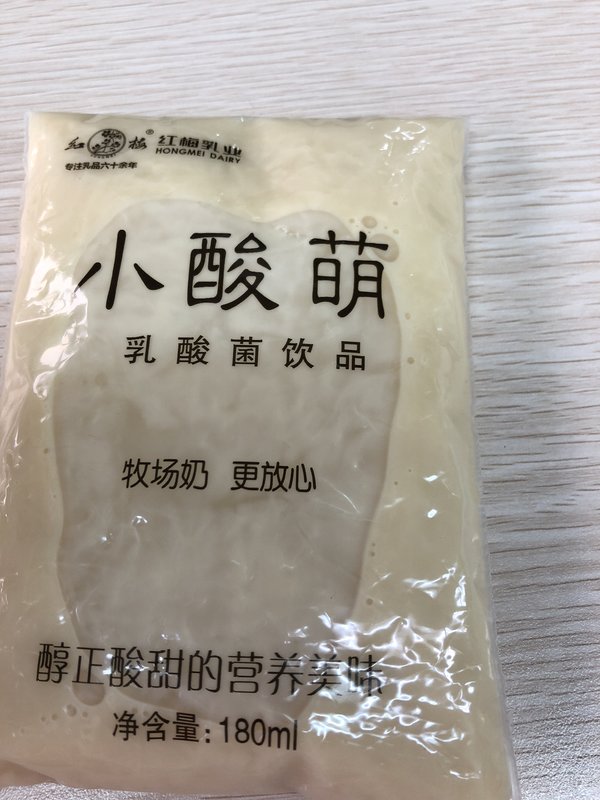 红梅® 红梅乳业
HONGMEI DAIRY
专注乳品六十余年
小酸萌
乳酸菌饮品
牧场奶 更放心
醇正酸甜的营养美味
净含量:180ml